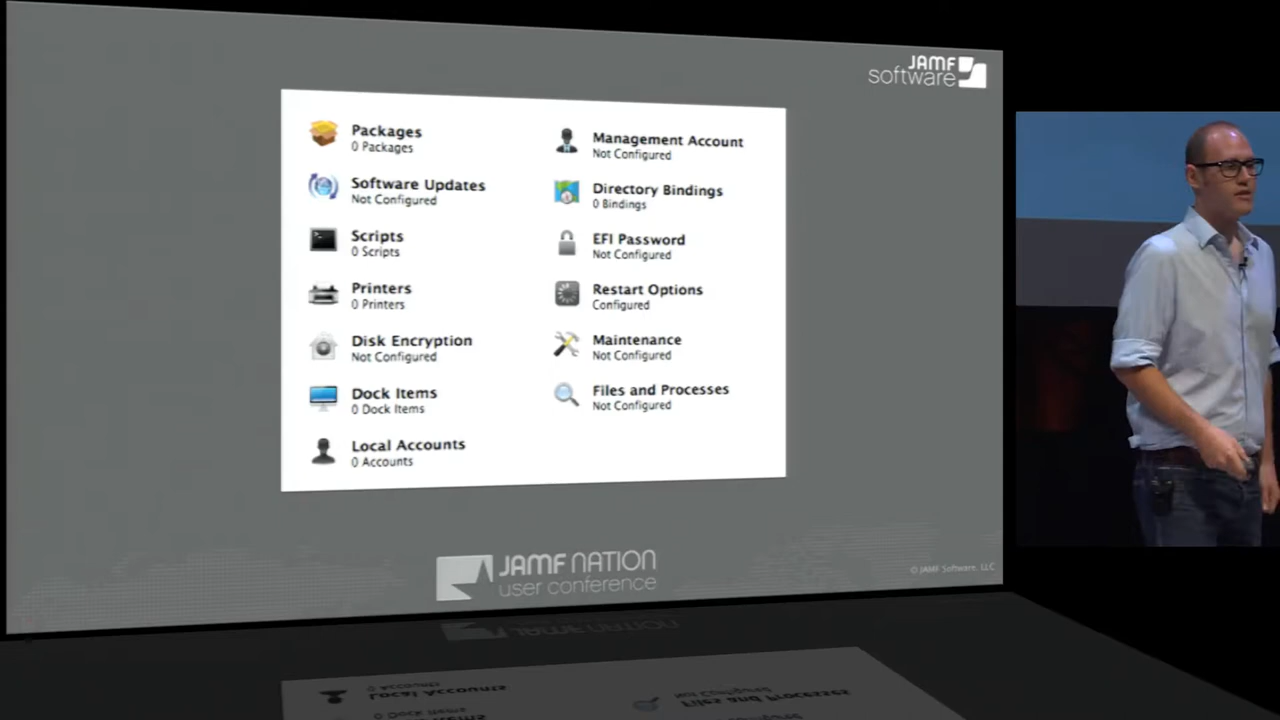 JAMF
software
Packages
0 Packages
Software Updates
Not Configured
Scripts
0 Scripts
Printers
0 Printers
Disk Encryption
Not Configured
Dock Items
0 Dock Items
Local Accounts
0 Accounts
Management Account
Not Configured
Directory Bindings
0 Bindings
EFI Password
Not Configured
Restart Options
Configured
Maintenance
Not Configured
Files and Processes
Not Configured
JAMF NATION
user conference
© JAMF Software, LLC